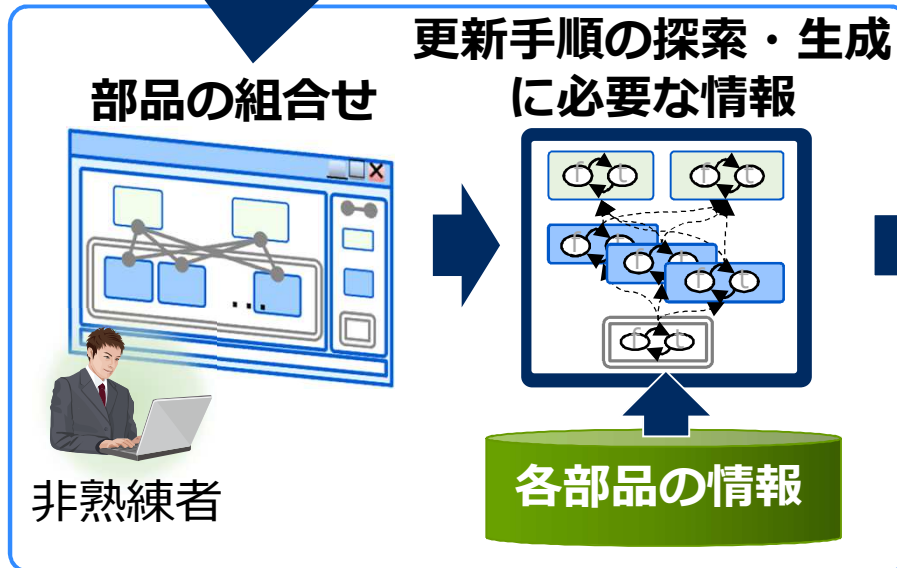 部品の組合せ
更新手順の探索・生成
に必要な情報
...
f t
f t
f t
f t
f t
f t
非熟練者
各部品の情報